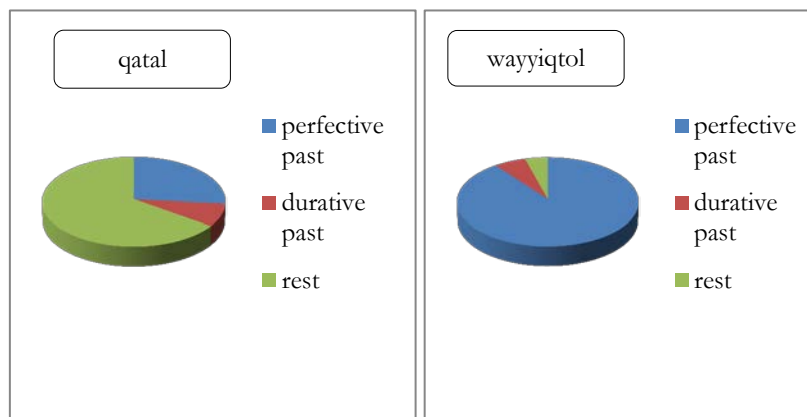 qatal
perfective
past
durative
past
rest
wayyiqtol
perfective
past
durative
past
rest